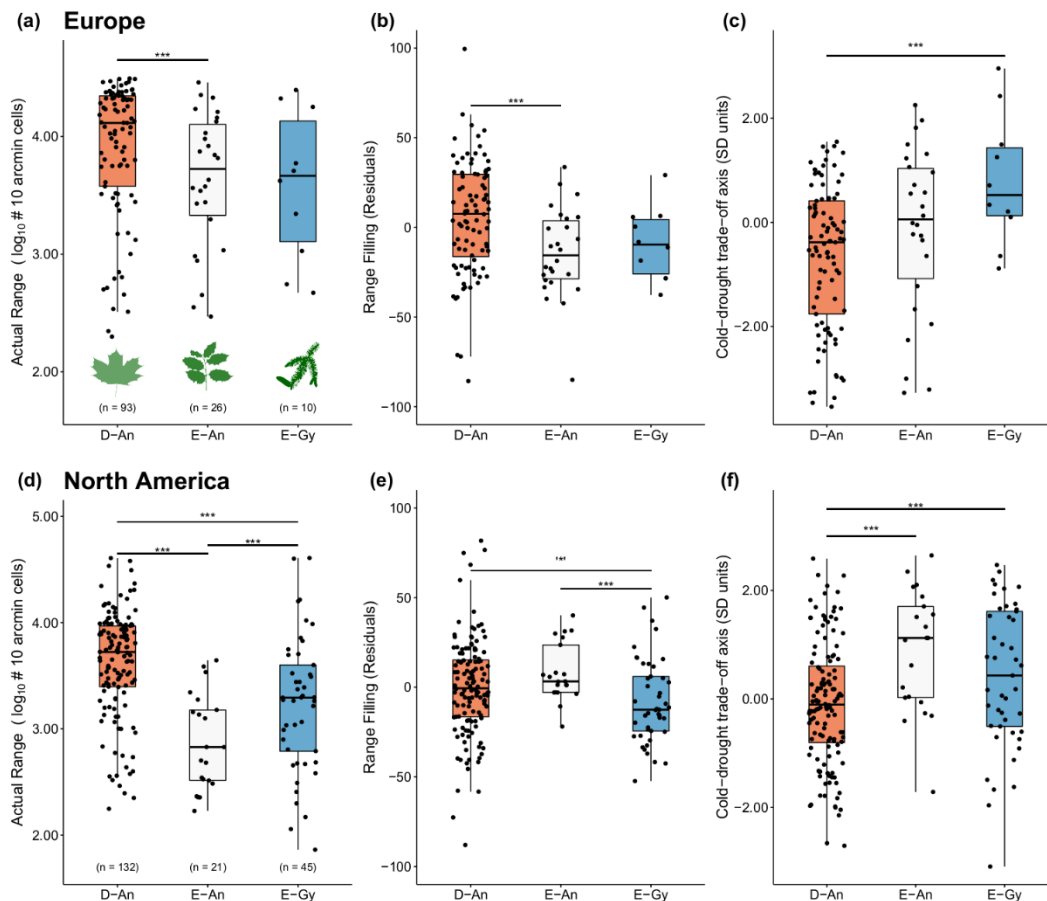 (a) Europe
(b)
(c)
Actual Range ( log10 # 10 arcmin cells)
4.00
3.00
2.00
***
(n = 93)
(n = 26)
(n = 10)
D−An
E−An
E−Gy
Range Filling (Residuals)
100
50
0
−50
−100
***
D−An
E−An
E−Gy
Cold−drought trade−off axis (SD units)
2.00
0.00
−2.00
***
D−An
E−An
E−Gy
(d) North America
(e)
(f)
Actual Range ( log10 # 10 arcmin cells)
5.00
4.00
3.00
2.00
***
***
***
(n = 132)
(n = 21)
(n = 45)
D−An
E−An
E−Gy
Range Filling (Residuals)
100
50
0
−50
−100
***
***
D−An
E−An
E−Gy
Cold−drought trade−off axis (SD units)
2.00
0.00
−2.00
***
***
D−An
E−An
E−Gy